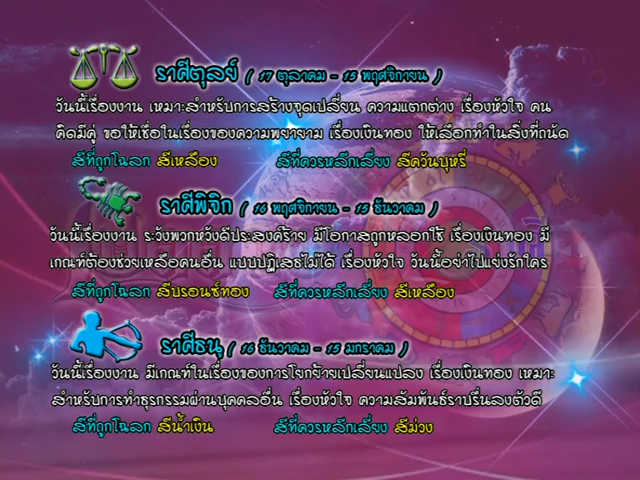 ราศีตุลย์ ( 17 ตุลาคม - 15 พฤศจิกายน )
วันนี้เรื่องงาน เหมาะสำหรับการสร้างจุดเปลี่ยน ความแตกต่าง เรื่องหัวใจ คน
คิดมีคู่ ขอให้เชื่อในเรื่องของความพยายาม เรื่องเงินทอง ให้เลือกทำในสิ่งที่ถนัด
สีที่ถูกโฉลก สีเหลือง สีที่ควรหลีกเลี่ยง สีควันบุหรี่
ราศีพิจิก ( 16 พฤศจิกายน - 15 ธันวาคม )
วันนี้เรื่องงาน ระวังพวกหวังดีประสงค์ร้าย มีโอกาสถูกหลอกใช้ เรื่องเงินทอง มี
เกณฑ์ต้องช่วยเหลือคนอื่น แบบปฏิเสธไม่ได้ เรื่องหัวใจ วันนี้อย่าไปแย่งรักใคร
สีที่ถูกโฉลก สีบรอนซ์ทอง สีที่ควรหลีกเลี่ยง สีเหลือง
ราศีธนู ( 16 ธันวาคม - 15 มกราคม )
วันนี้เรื่องงาน มีเกณฑ์ในเรื่องของการโยกย้ายเปลี่ยนแปลง เรื่องเงินทอง เหมาะ
สำหรับการทำธุรกรรมผ่านบุคคลอื่น เรื่องหัวใจ ความสัมพันธ์ราบรื่นลงตัวดี
สีที่ถูกโฉลก สีน้ำเงิน สีที่ควรหลีกเลี่ยง สีม่วง